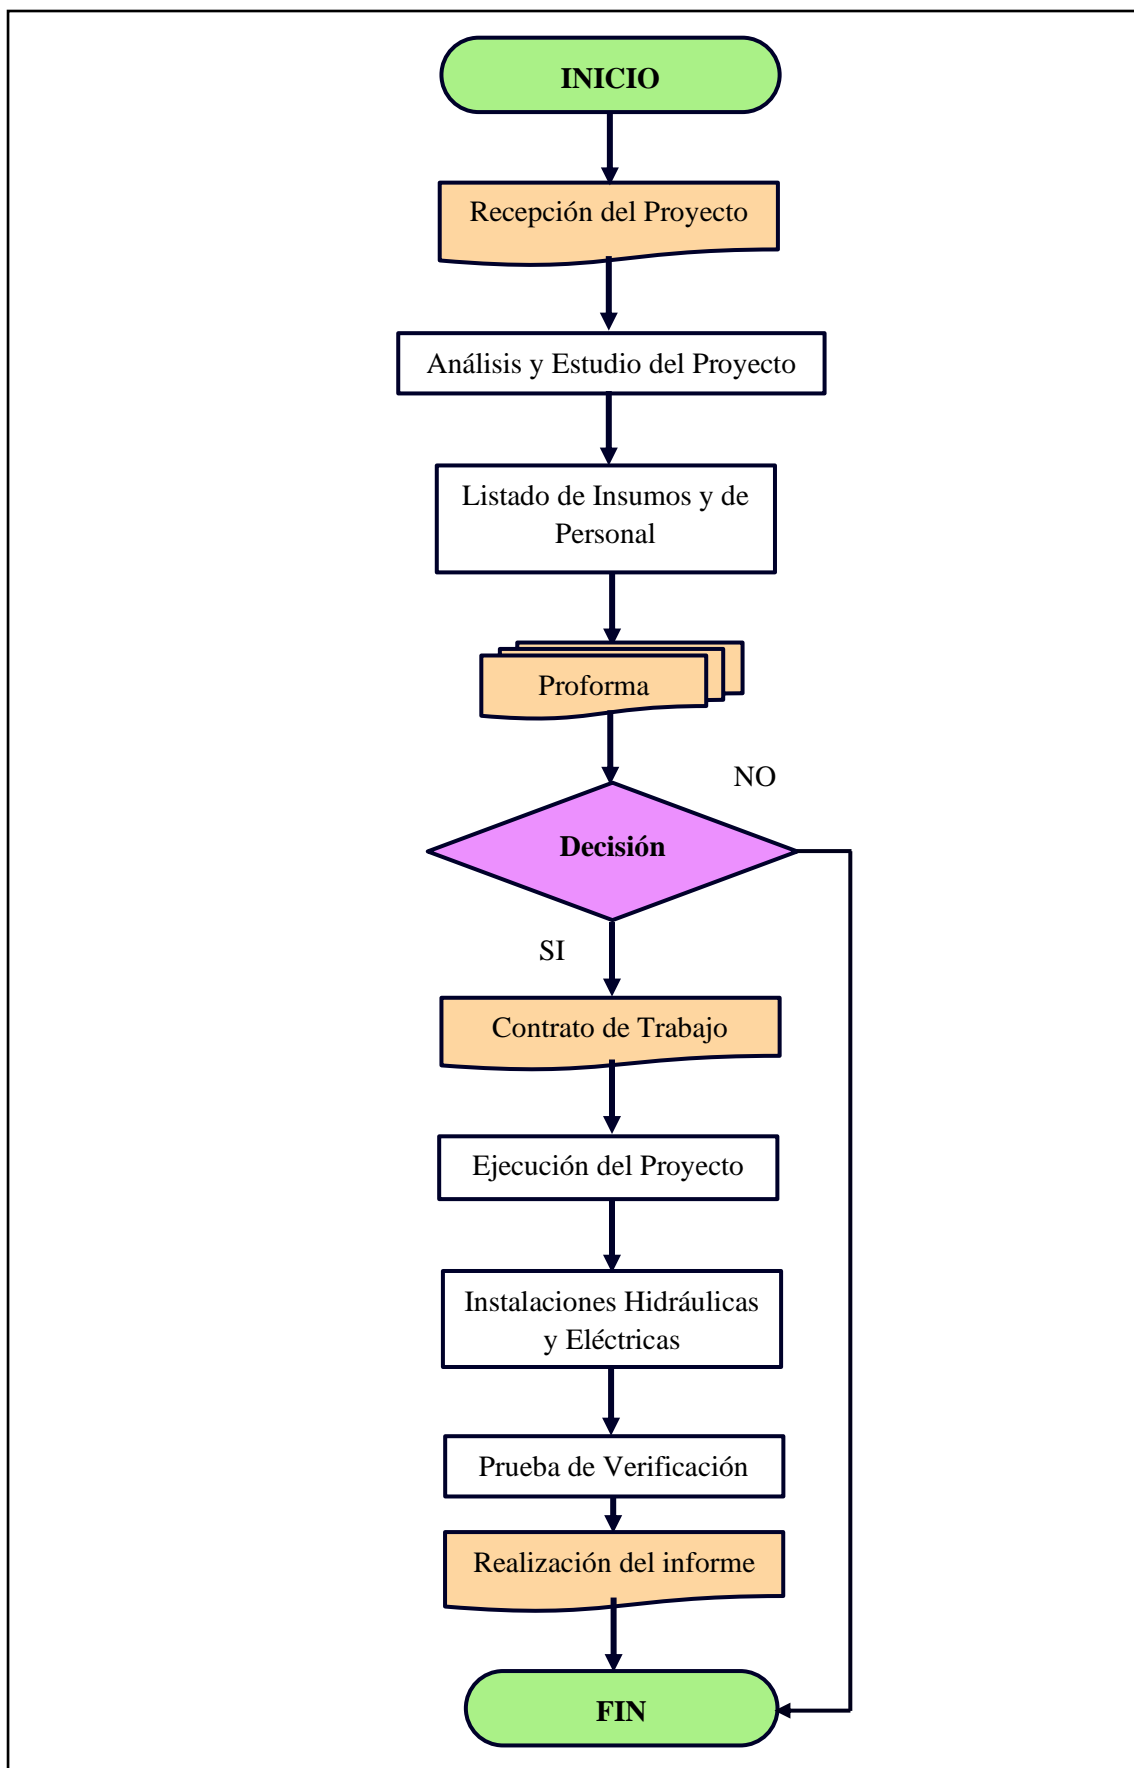 INICIO
Recepción del Proyecto
Análisis y Estudio del Proyecto
Listado de Insumos y de
Personal
Proforma
NO
Decisión
SI
Contrato de Trabajo
Ejecución del Proyecto
Instalaciones Hidráulicas
y Eléctricas
Prueba de Verificación
Realización del informe
FIN